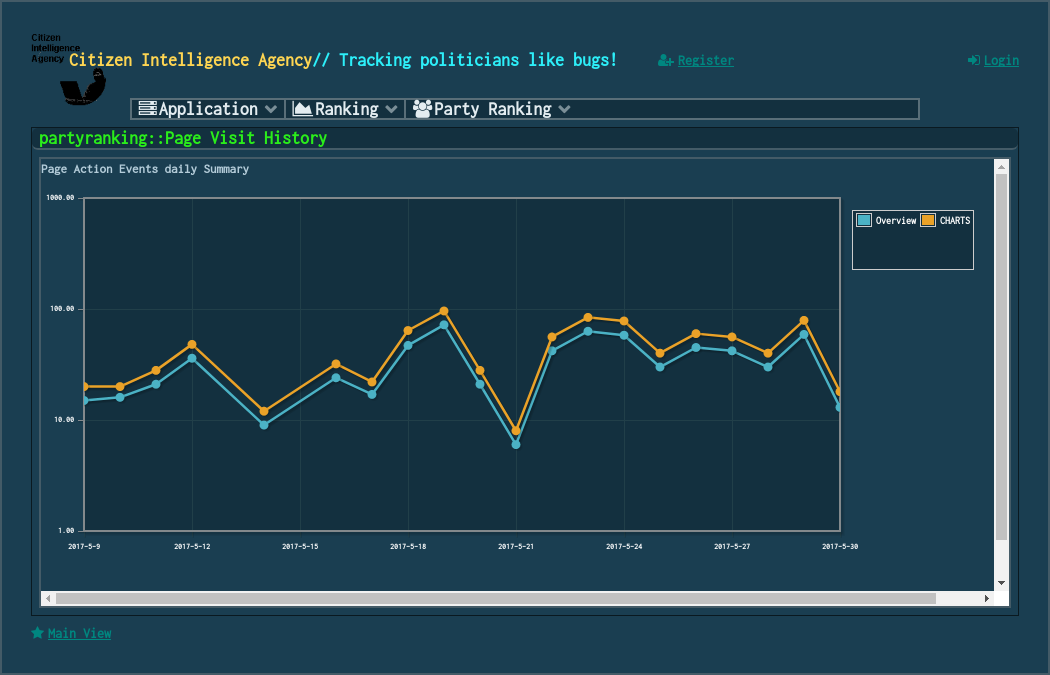 Citizen
Intelligence
Agency
Citizen Intelligence Agency// Tracking politicians like bugs!
Register
Login
Application
Ranking
Party Ranking
partyranking::Page Visit History
Page Action Events daily Summary
1000.00
100.00
10.00
1.00
2017-5-9
2017-5-12
2017-5-15
2017-5-18
2017-5-21
2017-5-24
2017-5-27
2017-5-30
Overview
CHARTS
Main View